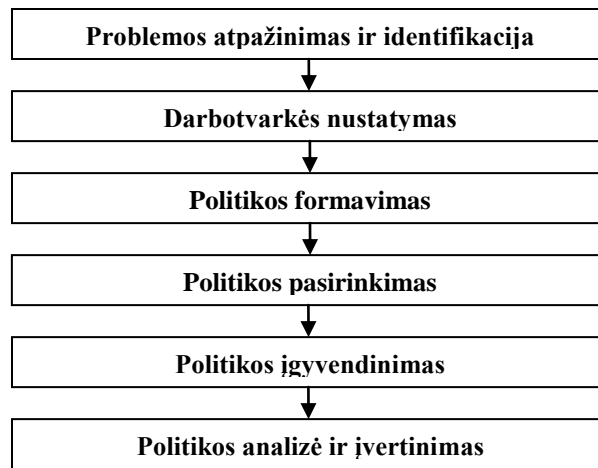 Problemos atpažinimas ir identifikacija
Darbotvarkės nustatymas
Politikos formavimas
Politikos pasirinkimas
Politikos įgyvendinimas
Politikos analizė ir įvertinimas